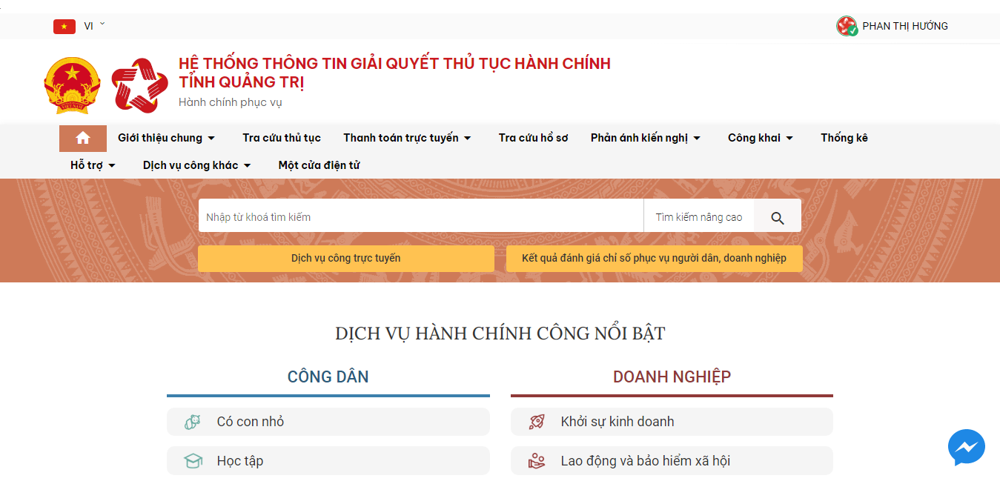 VI
PHAN THỊ HƯỚNG
HỆ THỐNG THÔNG TIN GIẢI QUYẾT THỦ TỤC HÀNH CHÍNH
TỈNH QUẢNG TRỊ
Hành chính phục vụ
VIỆT NAM
Giới thiệu chung
Tra cứu thủ tục
Thanh toán trực tuyến
Tra cứu hồ sơ
Phản ánh kiến nghị
Công khai
Thống kê
Hỗ trợ
Dịch vụ công khác
Một cửa điện tử
Nhập từ khoá tìm kiếm
Tìm kiếm nâng cao
Dịch vụ công trực tuyến
Kết quả đánh giá chỉ số phục vụ người dân, doanh nghiệp
DỊCH VỤ HÀNH CHÍNH CÔNG NỔI BẬT
CÔNG DÂN
DOANH NGHIỆP
Có con nhỏ
Khởi sự kinh doanh
Học tập
Lao động và bảo hiểm xã hội